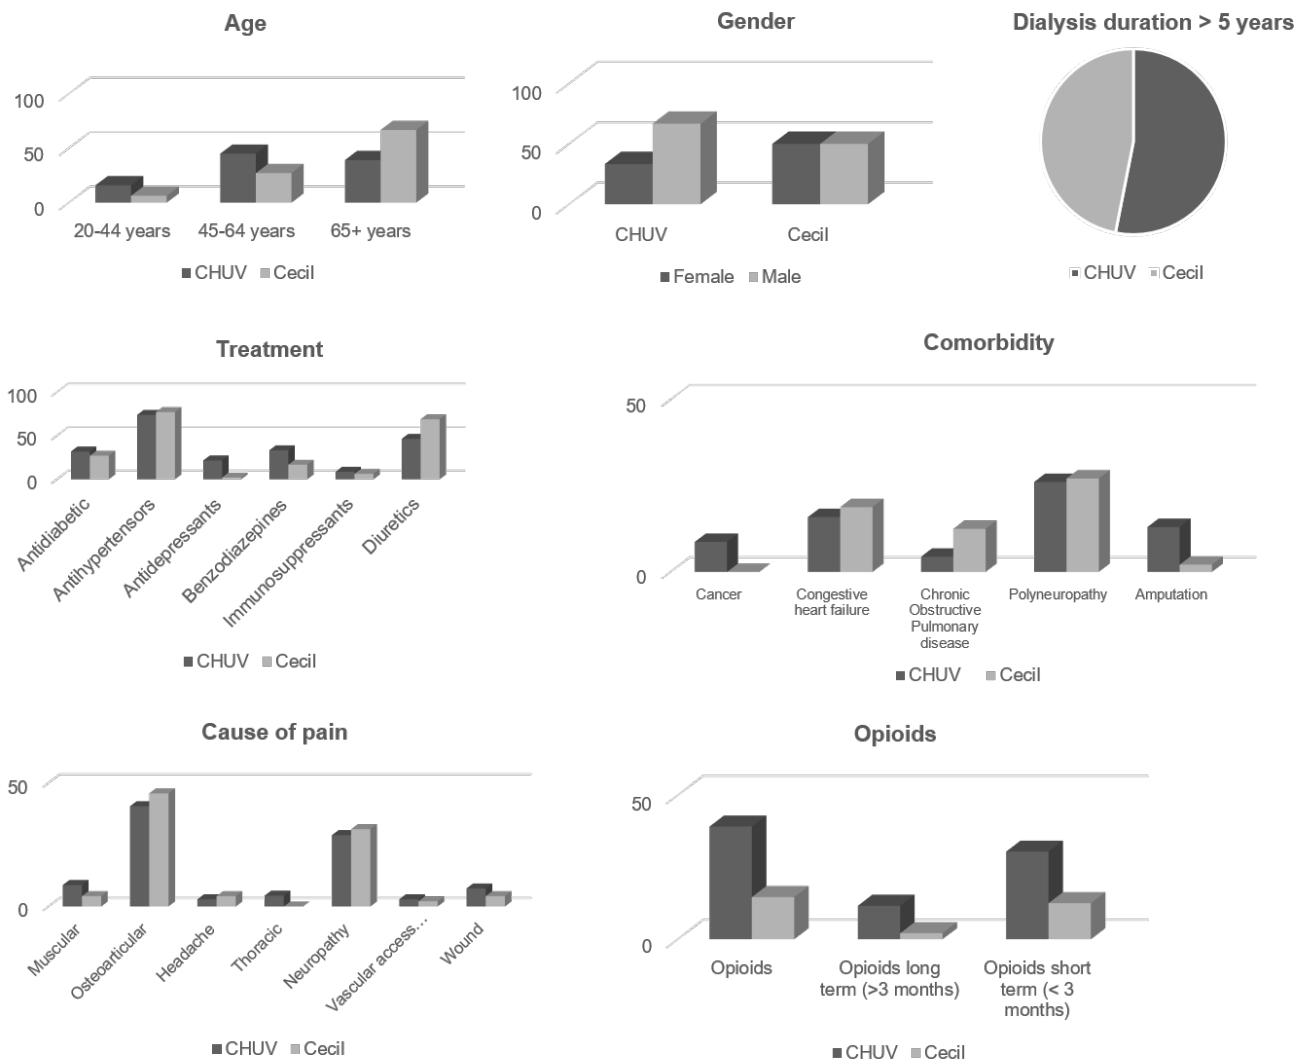 Age
100
50
0
20-44 years 45-64 years 65+ years
CHUV Cecil
Gender
100
50
0
CHUV Cecil
Female Male
Dialysis duration > 5 years
CHUV Cecil
Treatment
100
50
0
Antidiabetic
Antihypertensors
Antidepressants
Benzodiazepines
Immunosuppressants
Diuretics
CHUV Cecil
Comorbidity
50
0
Cancer
Congestive
heart failure
Chronic
Obstructive
Pulmonary
disease
Polyneuropathy
Amputation
CHUV Cecil
Cause of pain
50
0
Muscular
Osteoarticular
Headache
Thoracic
Neuropathy
Vascular access...
Wound
CHUV Cecil
Opioids
50
0
Opioids
Opioids long
term (>3 months)
Opioids short
term (< 3
months)
CHUV Cecil